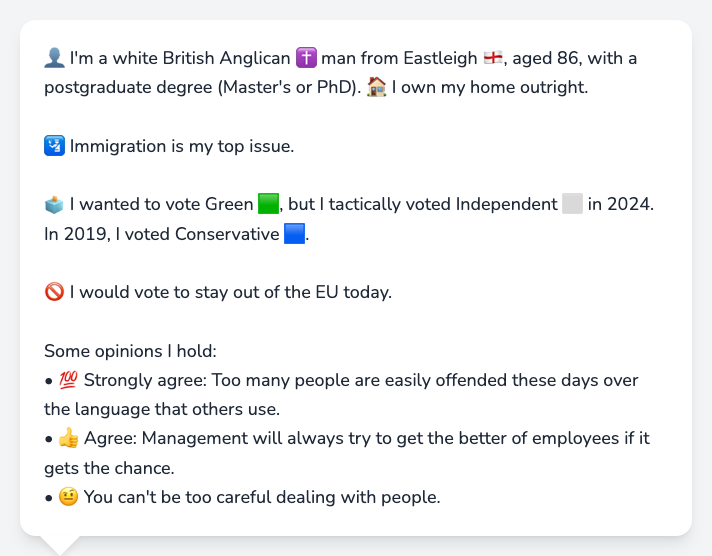 👤 I'm a white British Anglican ✝️ man from Eastleigh 🏴󠁧󠁢󠁥󠁮󠁧󠁿, aged 86, with a
postgraduate degree (Master's or PhD). 🏠 I own my home outright.
🛂 Immigration is my top issue.
🗳️ I wanted to vote Green 🟩, but I tactically voted Independent ⬜ in 2024.
In 2019, I voted Conservative 🟦.
🚫 I would vote to stay out of the EU today.
Some opinions I hold:
• 💯 Strongly agree: Too many people are easily offended these days over
the language that others use.
• 👍 Agree: Management will always try to get the better of employees if it
gets the chance.
• 🤨 You can't be too careful dealing with people.